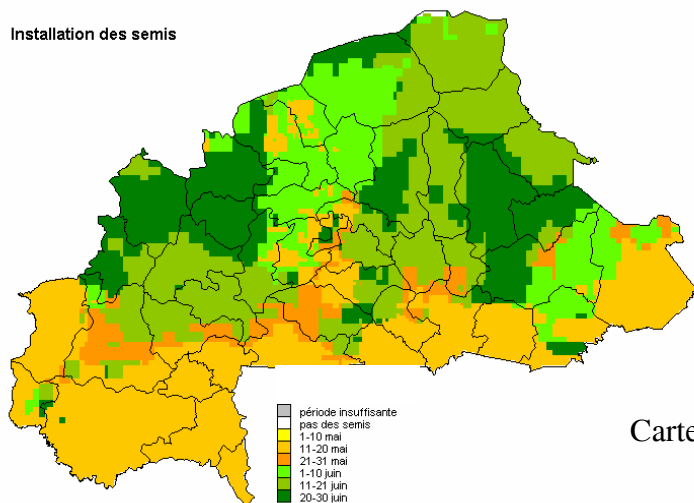 Installation des semis
période insuffisante
pas des semis
1-10 mai
11-20 mai
21-31 mai
1-10 juin
11-21 juin
20-30 juin
Carte